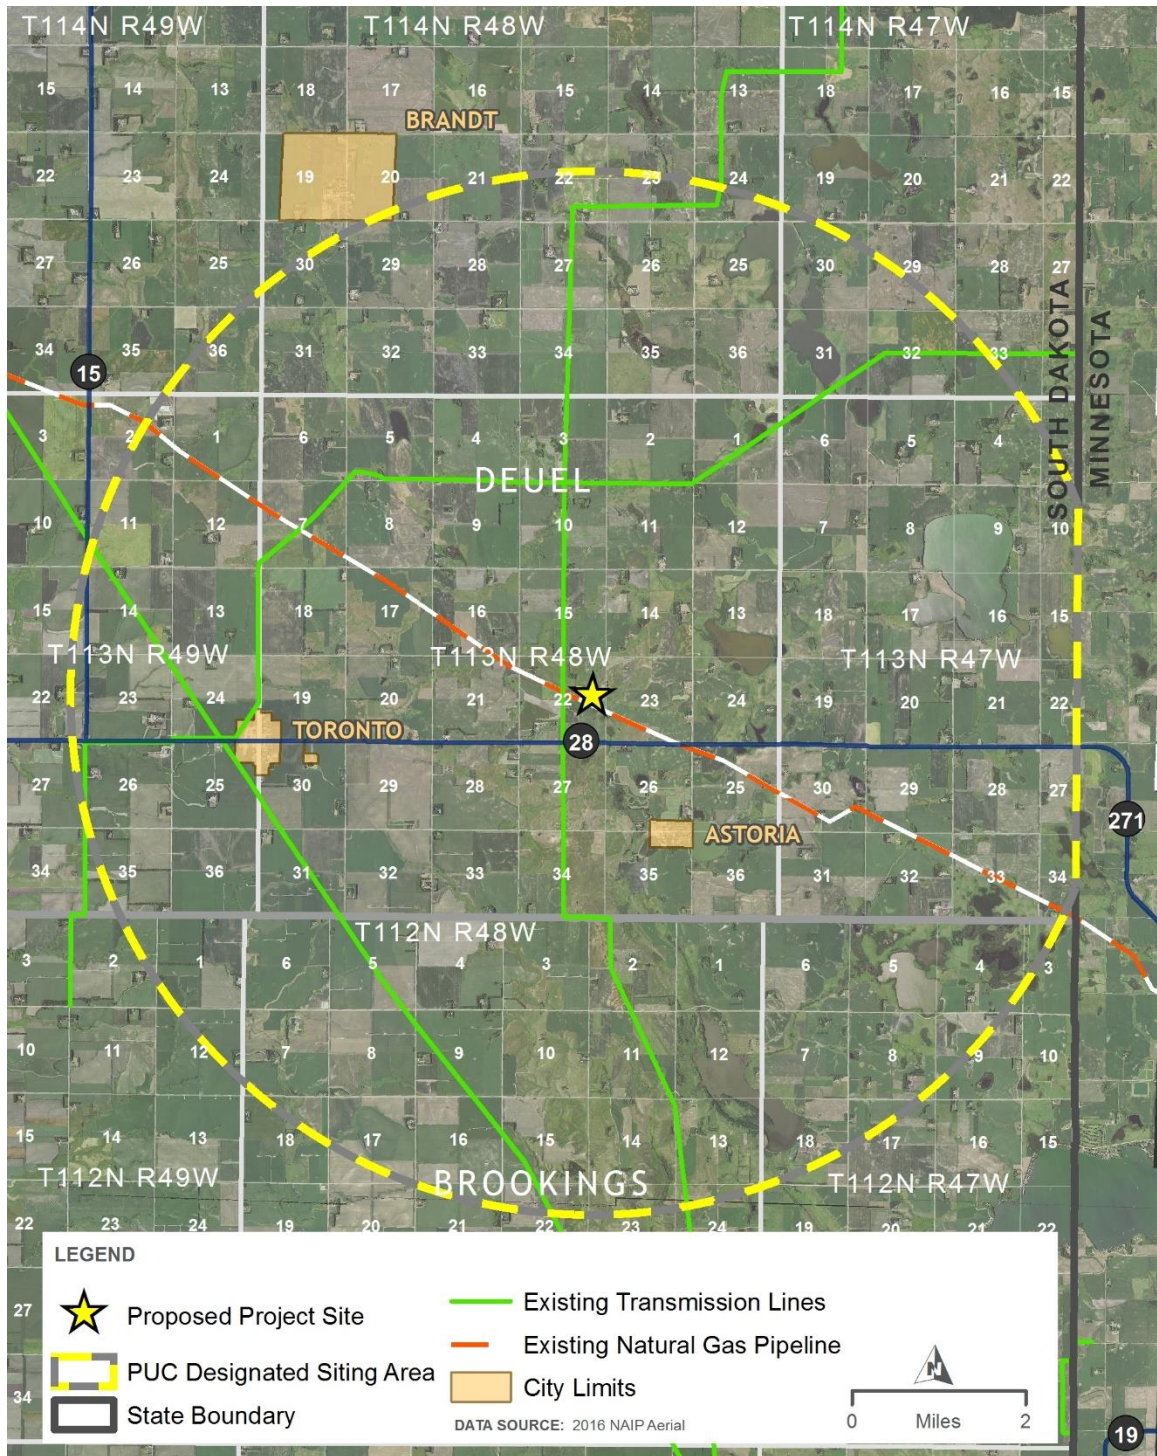 T114N R49W T114N R48W T114N R47W
15 14 13 18 17 16 15 14 13 18 17 16 15
BRANDT
22 23 24 19 20 21 22 23 24 19 20 21 22
27 26 25 30 29 28 27 26 25 30 29 28 27
34 35 36 31 32 33 34 35 36 31 32 33
15
SOUTH DAKOTA
MINNESOTA
3 2 1 6 5 4 3 2 1 6 5 4
DEUEL
10 11 12 7 8 9 10 11 12 7 8 9 10
15 14 13 18 17 16 15 14 13 18 17 16 15
T113N R49W T113N R48W T113N R47W
22 23 24 19 20 21 22 23 24 19 20 21 22
TORONTO
28
27 26 25 30 29 28 27 26 25 30 29 28 27
271
ASTORIA
34 35 36 31 32 33 34 35 36 31 32 33 34
T112N R48W
3 2 1 6 5 4 3 2 1 6 5 4 3
10 11 12 7 8 9 10 11 12 7 8 9 10
15 14 13 18 17 16 15 14 13 18 17 16 15
T112N R49W BROOKINGS T112N R47W
22 23 24 19 20 21 22 23 24 19 20 21 22
27
34
LEGEND
Proposed Project Site
PUC Designated Siting Area
State Boundary
Existing Transmission Lines
Existing Natural Gas Pipeline
City Limits
DATA SOURCE: 2016 NAIP Aerial
N
0 Miles 2
19